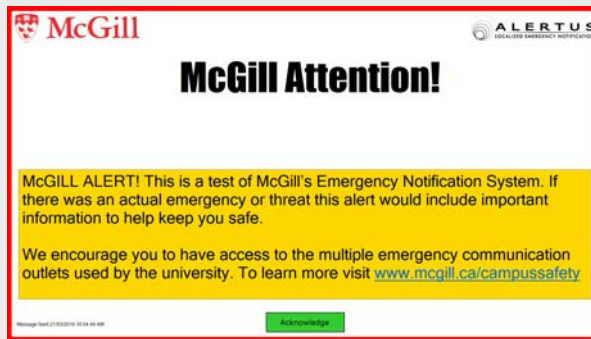 McGill
ALERTUS
LOCALIZED EMERGENCY NOTIFICATION
McGill Attention!
McGILL ALERT! This is a test of McGill's Emergency Notification System. If
there was an actual emergency or threat this alert would include important
information to help keep you safe.
We encourage you to have access to the multiple emergency communication
outlets used by the university. To learn more visit www.mcgill.ca/campussafety
Acknowledge